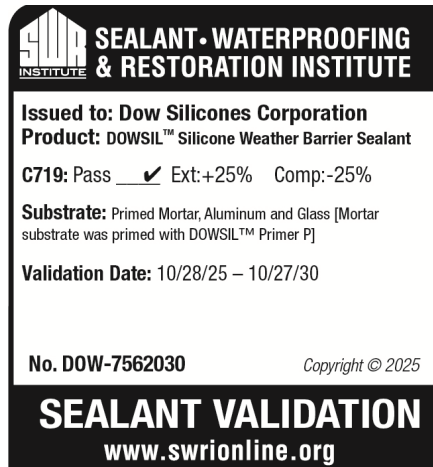 SWR
INSTITUTE
SEALANT • WATERPROOFING
& RESTORATION INSTITUTE
Issued to: Dow Silicones Corporation
Product: DOWSIL™ Silicone Weather Barrier Sealant
C719: Pass ___✔ Ext:+25% Comp:-25%
Substrate: Primed Mortar, Aluminum and Glass [Mortar
substrate was primed with DOWSIL™ Primer P]
Validation Date: 10/28/25 – 10/27/30
No. DOW-7562030 Copyright © 2025
SEALANT VALIDATION
www.swrionline.org